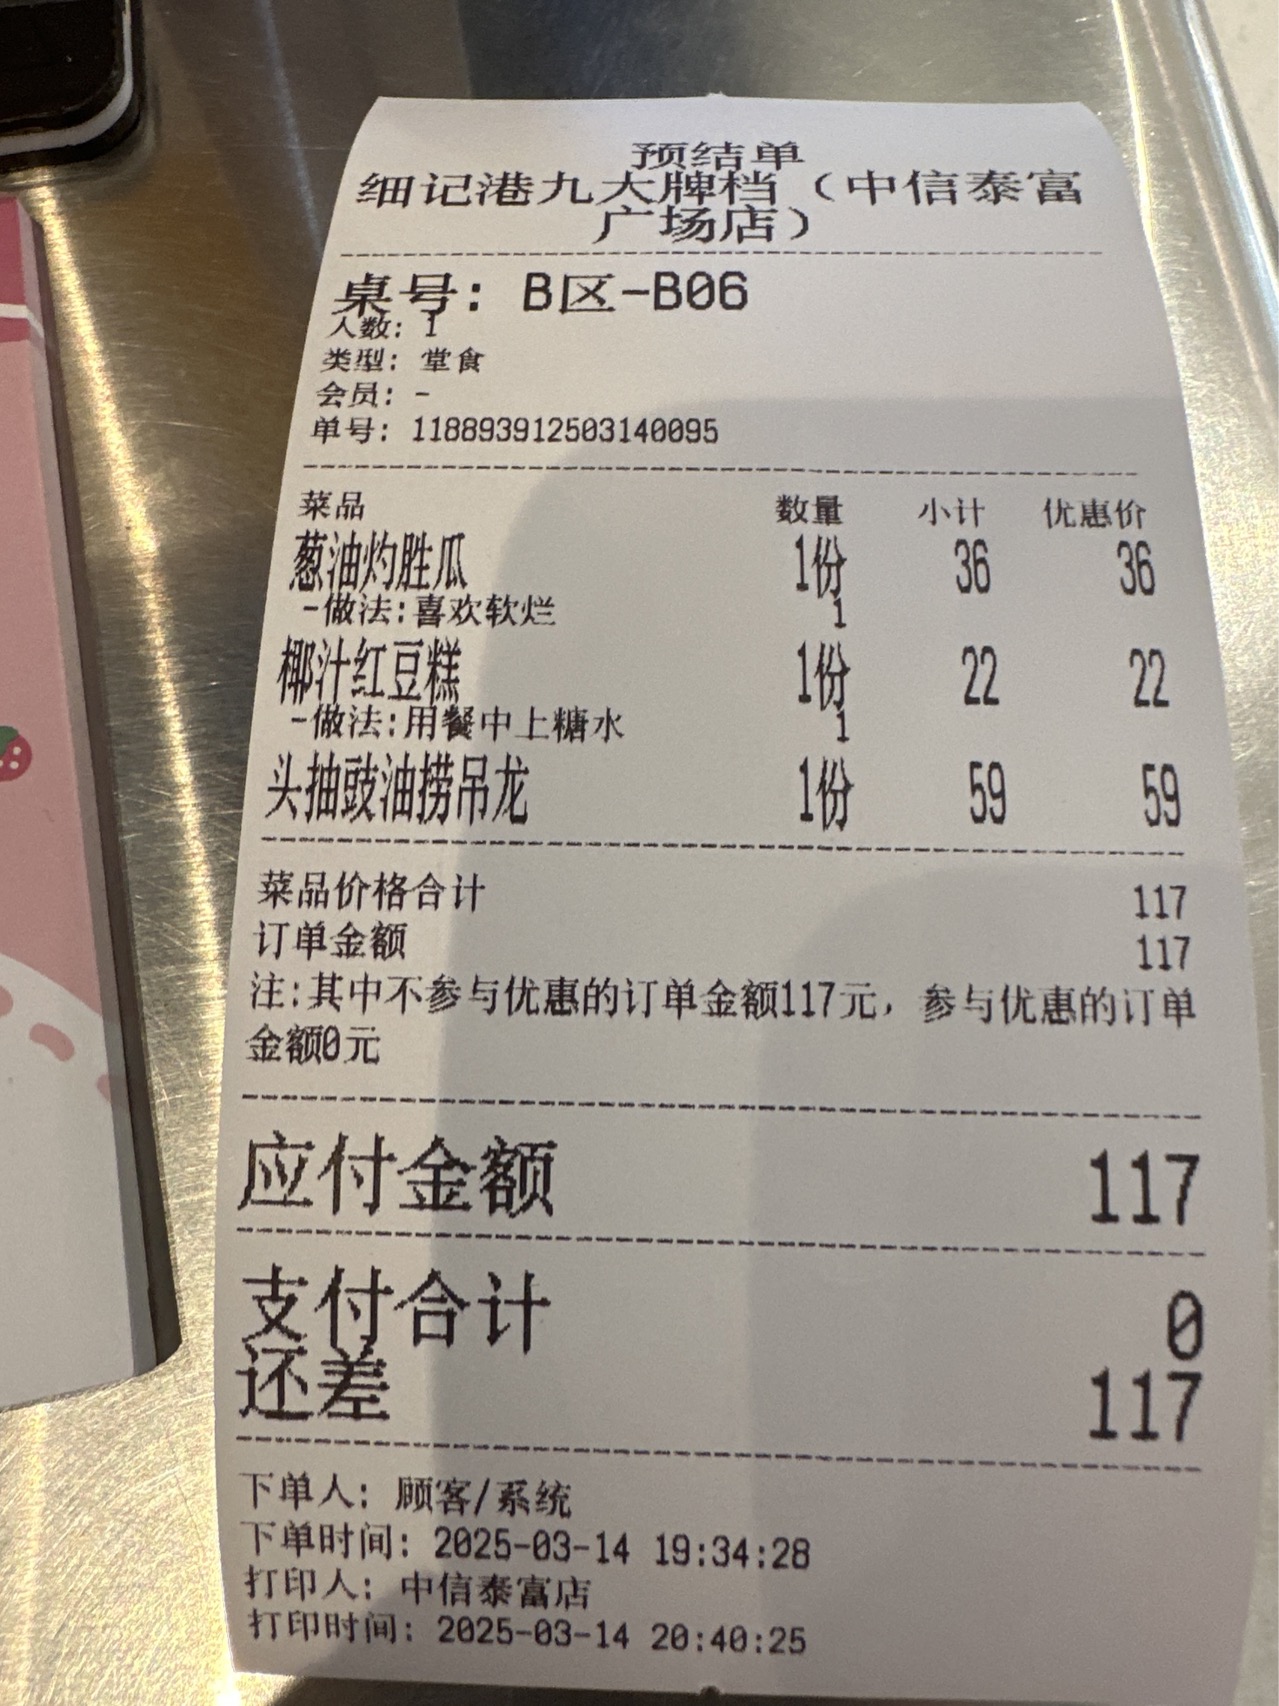 预结单
细记港九大牌档（中信泰富
广场店）
桌号: B区-B06
人数: 1
类型: 堂食
会员: -
单号: 118893912503140095
菜品 数量 小计 优惠价
葱油灼胜瓜 1份 36 36
-做法:喜欢软烂 1
椰汁红豆糕 1份 22 22
-做法:用餐中上糖水 1
头抽豉油捞吊龙 1份 59 59
菜品价格合计 117
订单金额 117
注:其中不参与优惠的订单金额117元，参与优惠的订单
金额0元
应付金额 117
支付合计 0
还差 117
下单人: 顾客/系统
下单时间: 2025-03-14 19:34:28
打印人: 中信泰富店
打印时间: 2025-03-14 20:40:25